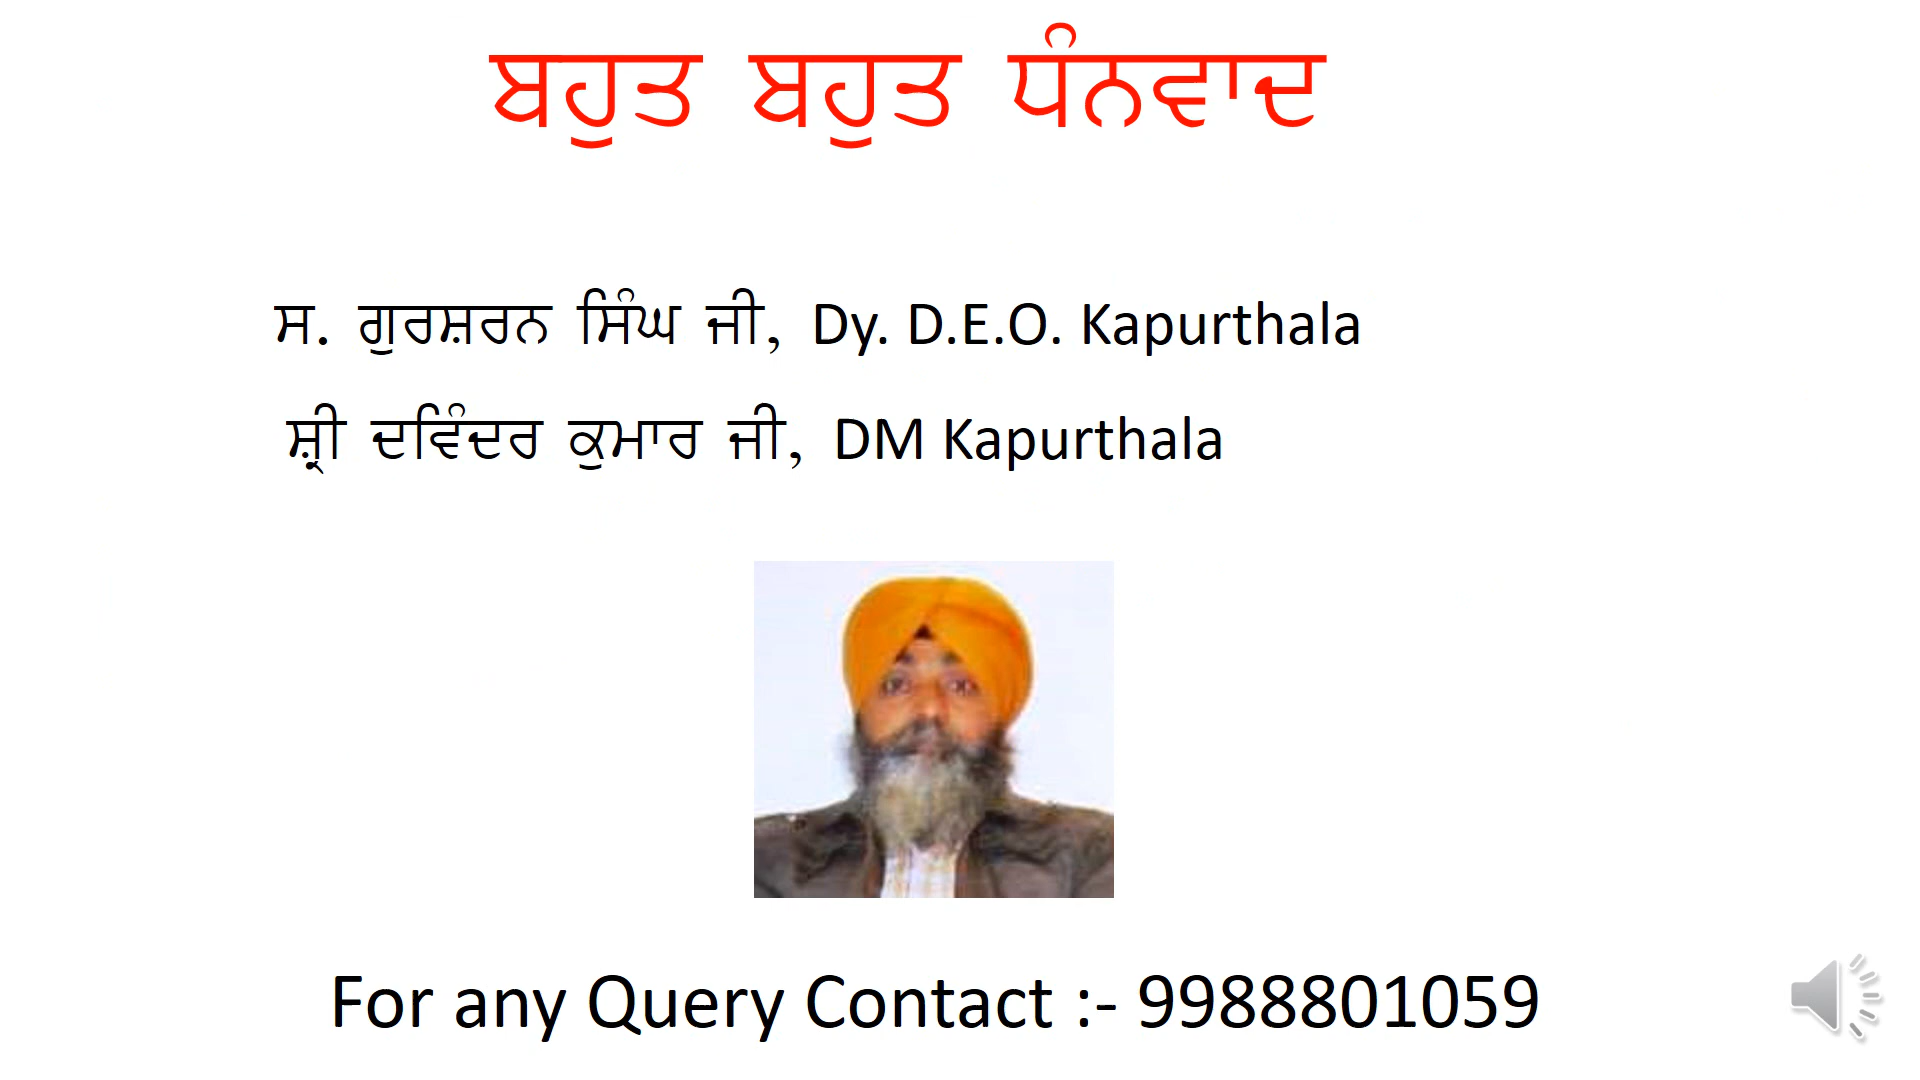 ਬਹੁਤ ਬਹੁਤ ਧੰਨਵਾਦ
ਸ. ਗੁਰਸ਼ਰਨ ਸਿੰਘ ਜੀ, Dy. D.E.O. Kapurthala
ਸ਼੍ਰੀ ਦਵਿੰਦਰ ਕੁਮਾਰ ਜੀ, DM Kapurthala
For any Query Contact :- 9988801059